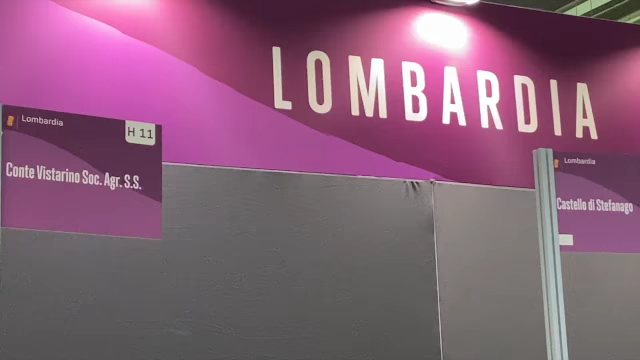 LOMBARDIA
Lombardia
H 11
Conte Vistarino Soc. Agr. S.S.
Lombardia
Castello di Stefanago